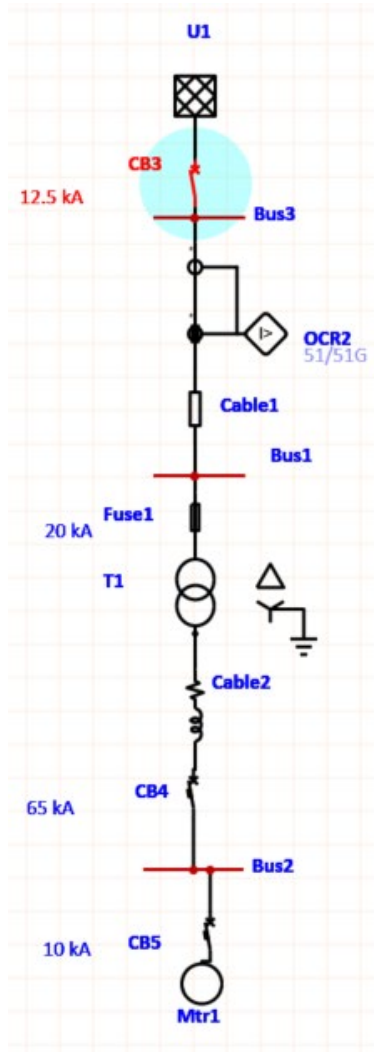 U1
CB3
12.5 kA
Bus3
I>
OCR2
51/51G
Cable1
Bus1
Fuse1
20 kA
T1
Cable2
CB4
65 kA
Bus2
CB5
10 kA
Mtr1